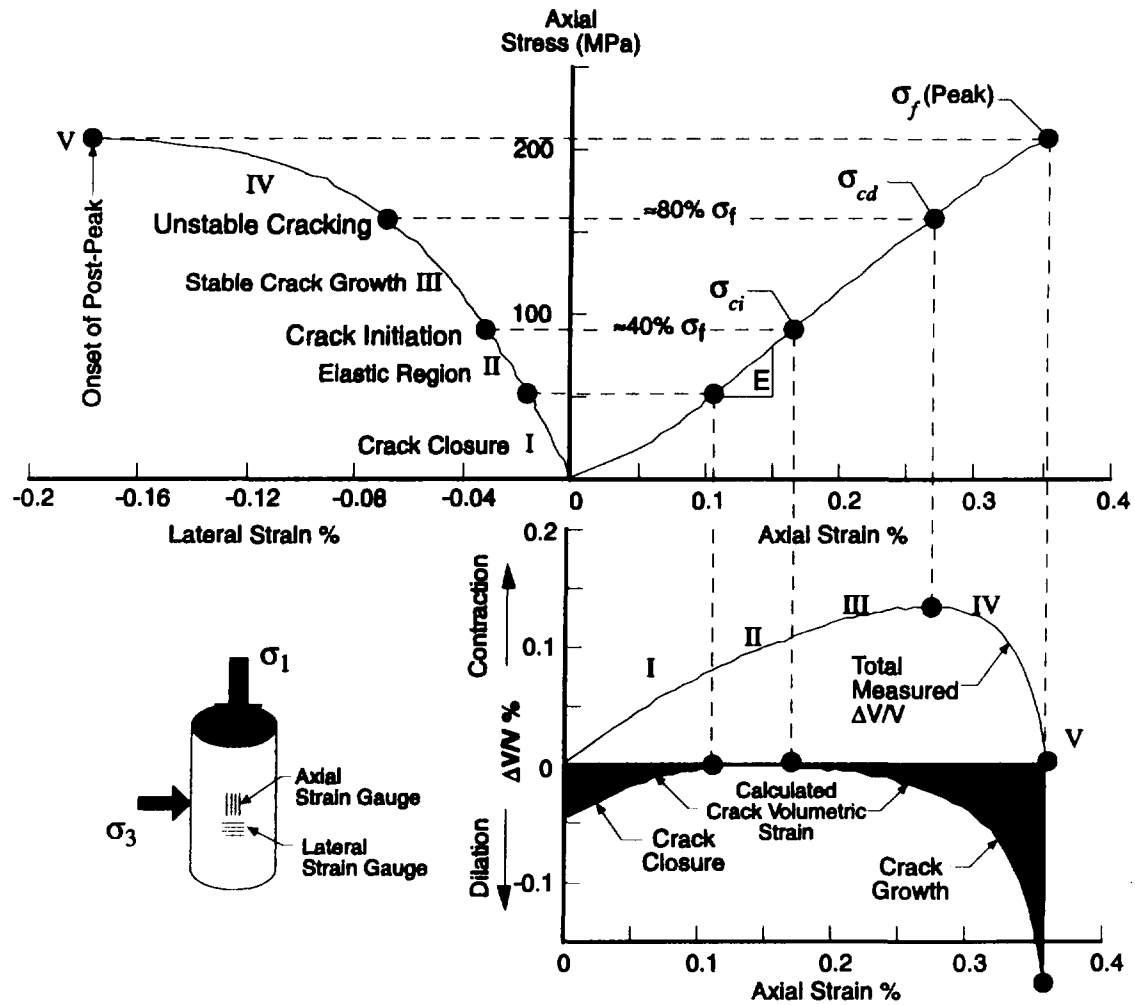 Axial
Stress (MPa)
σf (Peak)
V
200
IV
σcd
≈80% σf
Unstable Cracking
Onset of Post-Peak
Stable Crack Growth III
σci
100
≈40% σf
Crack Initiation
II
Elastic Region
E
Crack Closure I
-0.2 -0.16 -0.12 -0.08 -0.04 0 0.1 0.2 0.3 0.4
Lateral Strain %
Axial Strain %
0.2
Contraction
III
IV
II
0.1
I
Total
Measured
ΔV/V
ΔV/V %
V
0
Calculated
Crack Volumetric
Strain
Crack
Closure
Crack
Growth
Dilation
-0.1
0 0.1 0.2 0.3 0.4
Axial Strain %
σ1
Axial
Strain Gauge
σ3
Lateral
Strain Gauge